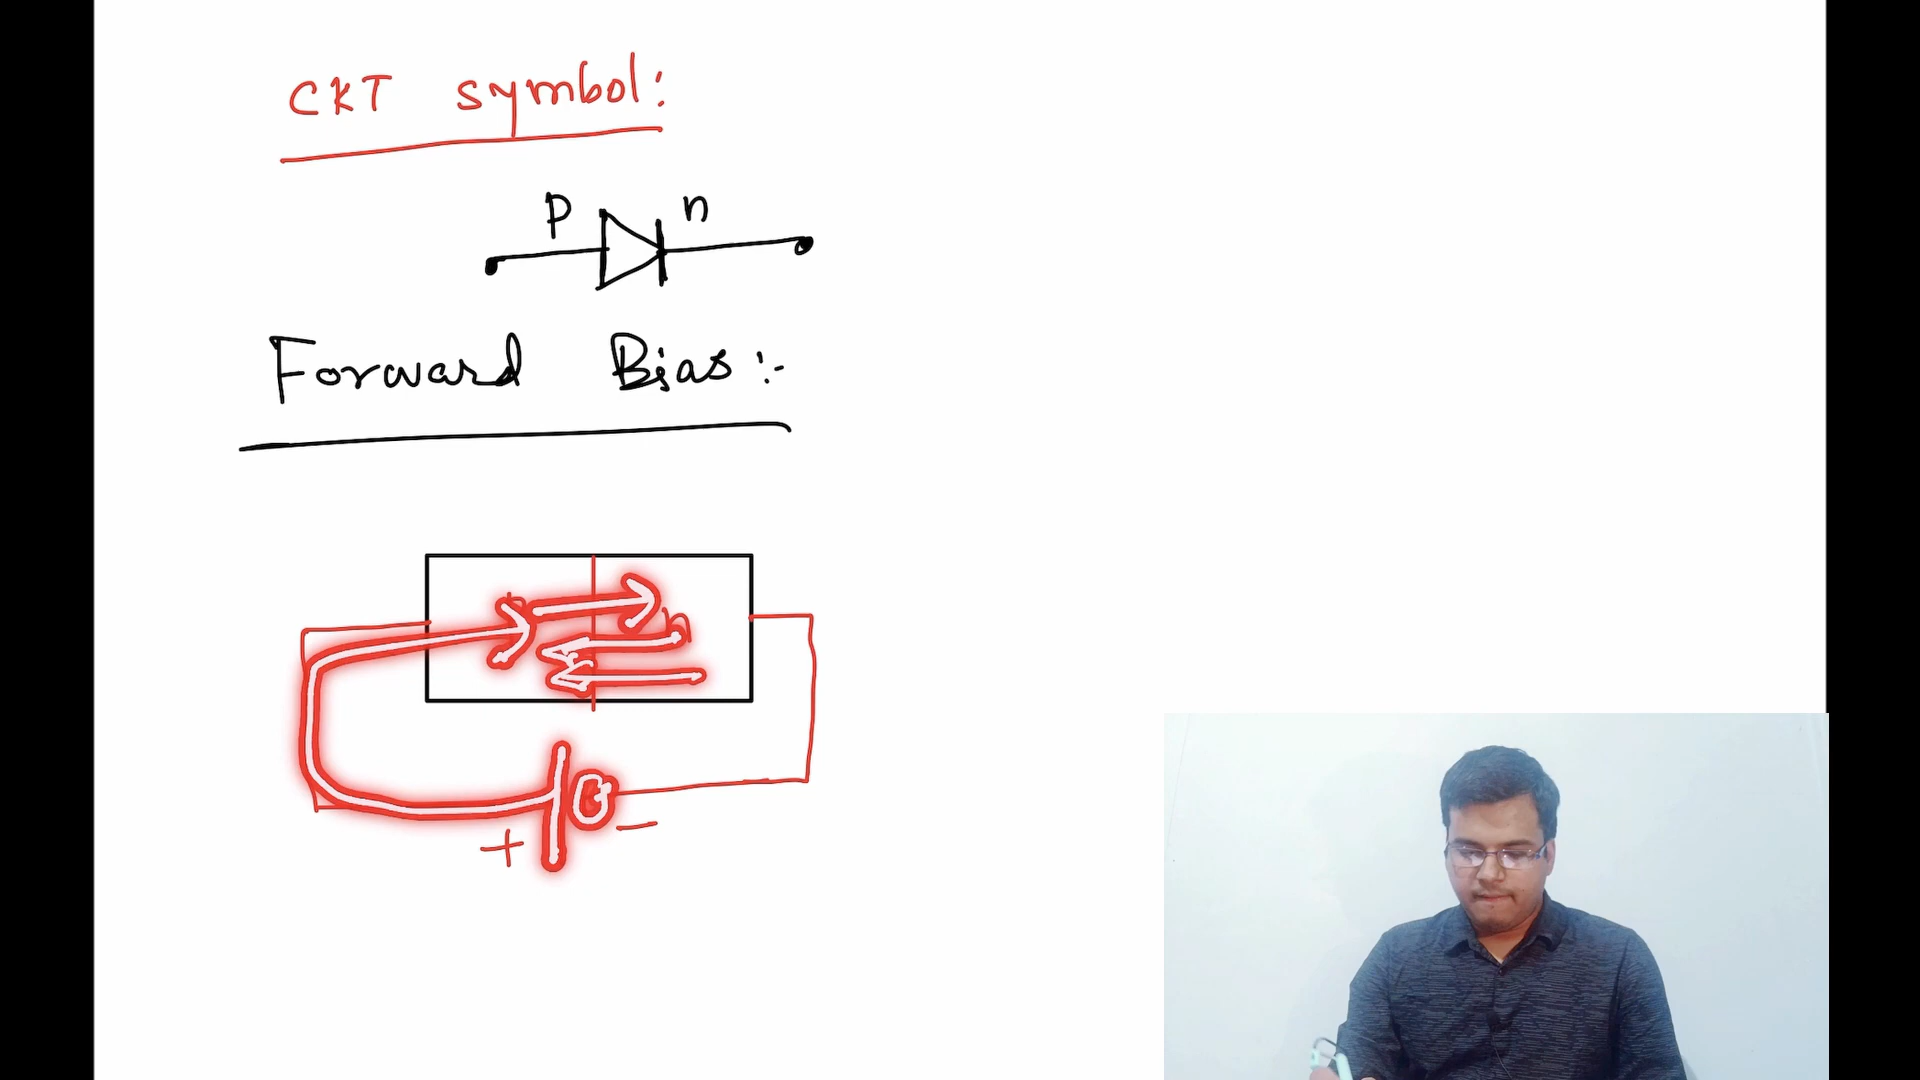 CKT symbol:
p n
Forward Bias :-
n
+ −